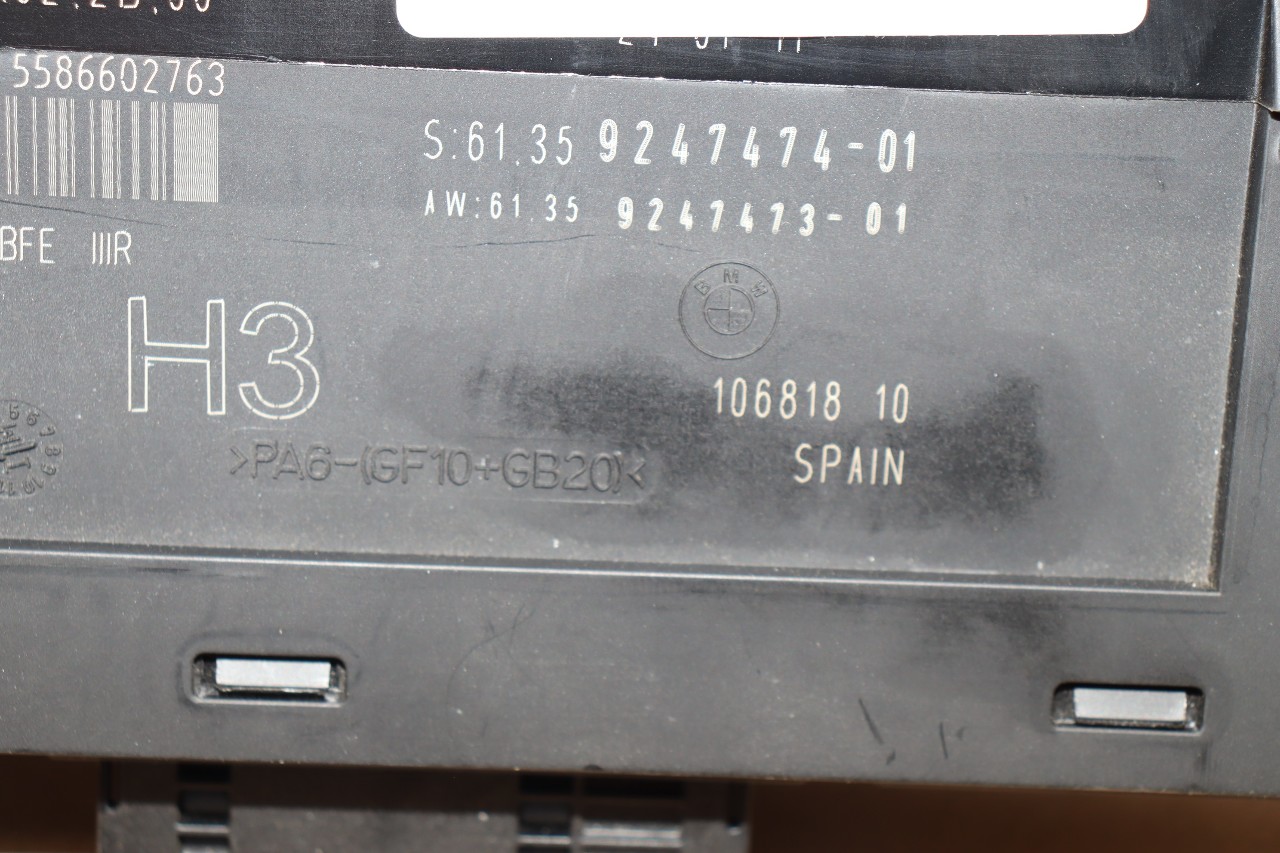 5586602763
S:61.35 9247474-01
AW:61.35 9247473-01
BFE IIIR
BMW
H3
106818 10
>PA6-(GF10+GB20)<
SPAIN